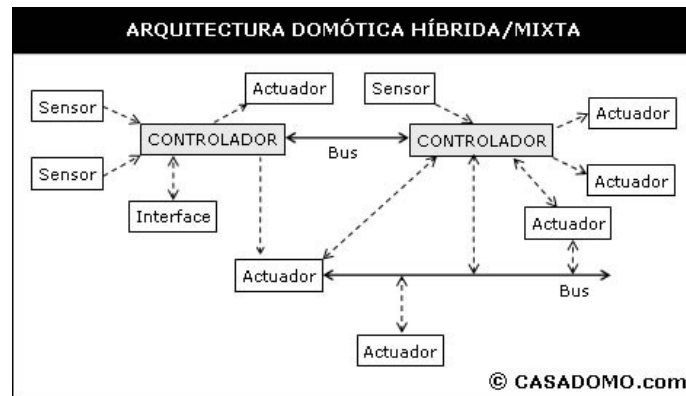 ARQUITECTURA DOMÓTICA HÍBRIDA/MIXTA
Actuador
Sensor
Sensor
Actuador
CONTROLADOR
CONTROLADOR
Bus
Sensor
Actuador
Interface
Actuador
Actuador
Bus
Actuador
© CASADOMO.com